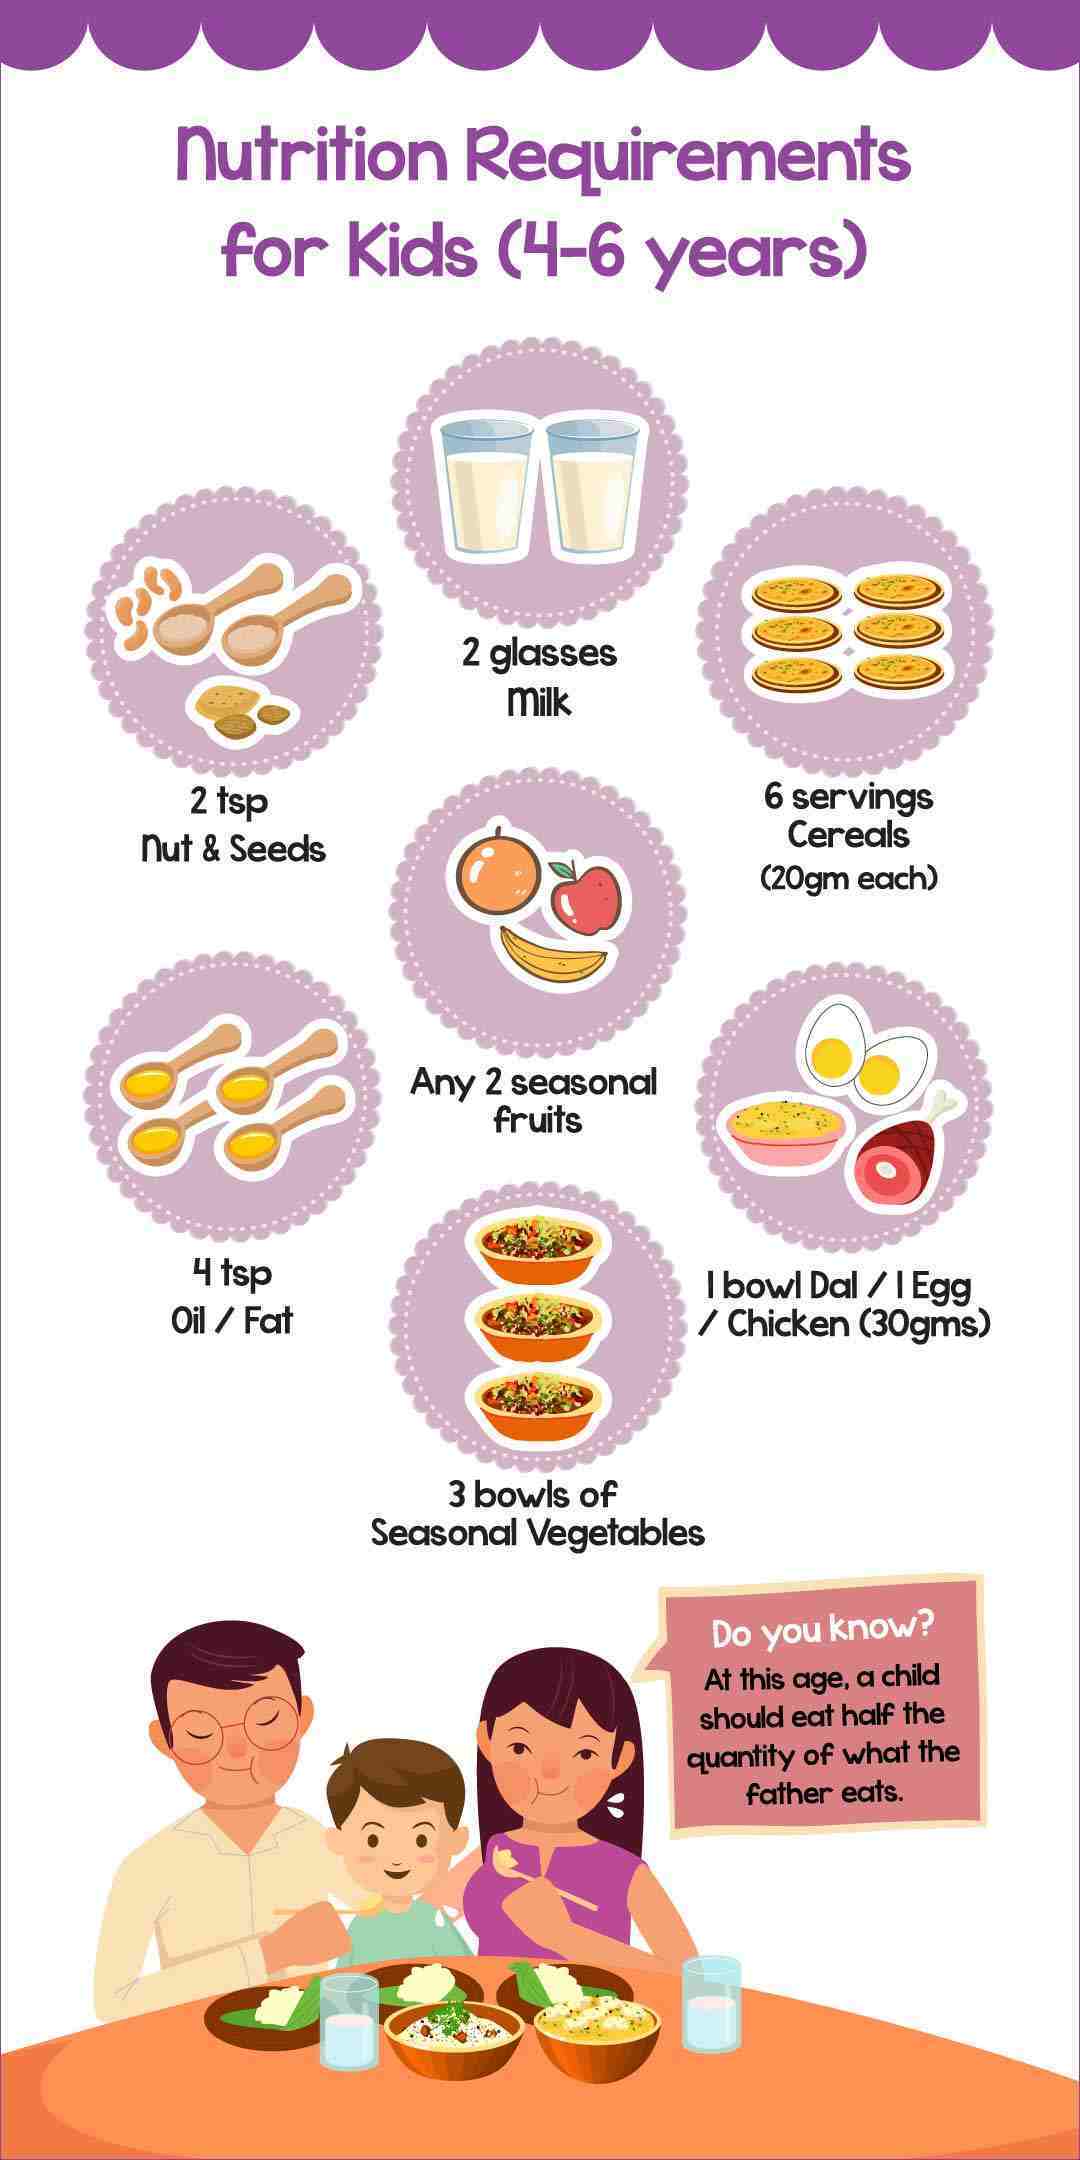 Nutrition Requirements
for Kids (4-6 years)
2 glasses
Milk
2 tsp
Nut & Seeds
6 servings
Cereals
(20gm each)
Any 2 seasonal
fruits
4 tsp
Oil / Fat
1 bowl Dal / 1 Egg
/ Chicken (30gms)
3 bowls of
Seasonal Vegetables
Do you know?
At this age, a child
should eat half the
quantity of what the
father eats.